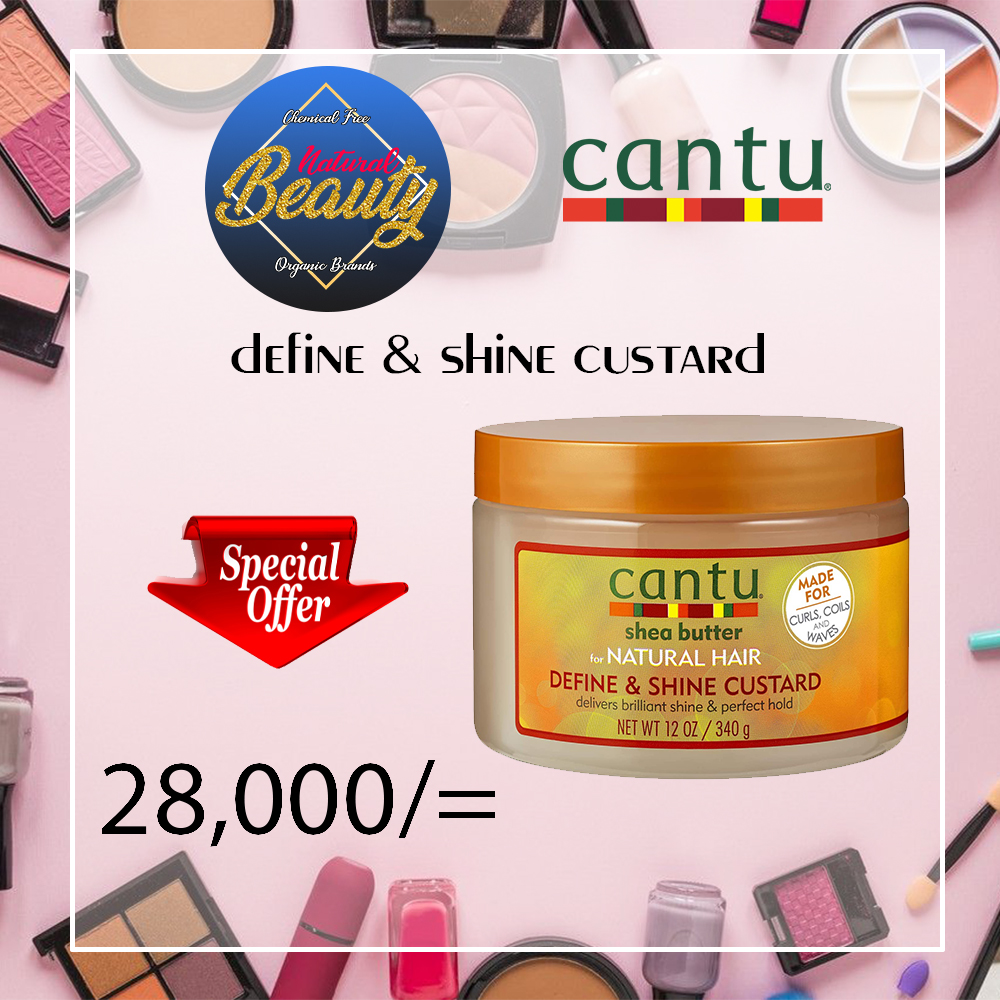 Chemical Free
Natural
Beauty
Organic Brands
cantu®
define & shine custard
Special
Offer
cantu®
shea butter
for NATURAL HAIR
DEFINE & SHINE CUSTARD
delivers brilliant shine & perfect hold
NET WT 12 OZ / 340 g
MADE
FOR
CURLS, COILS
AND
WAVES
28,000/=